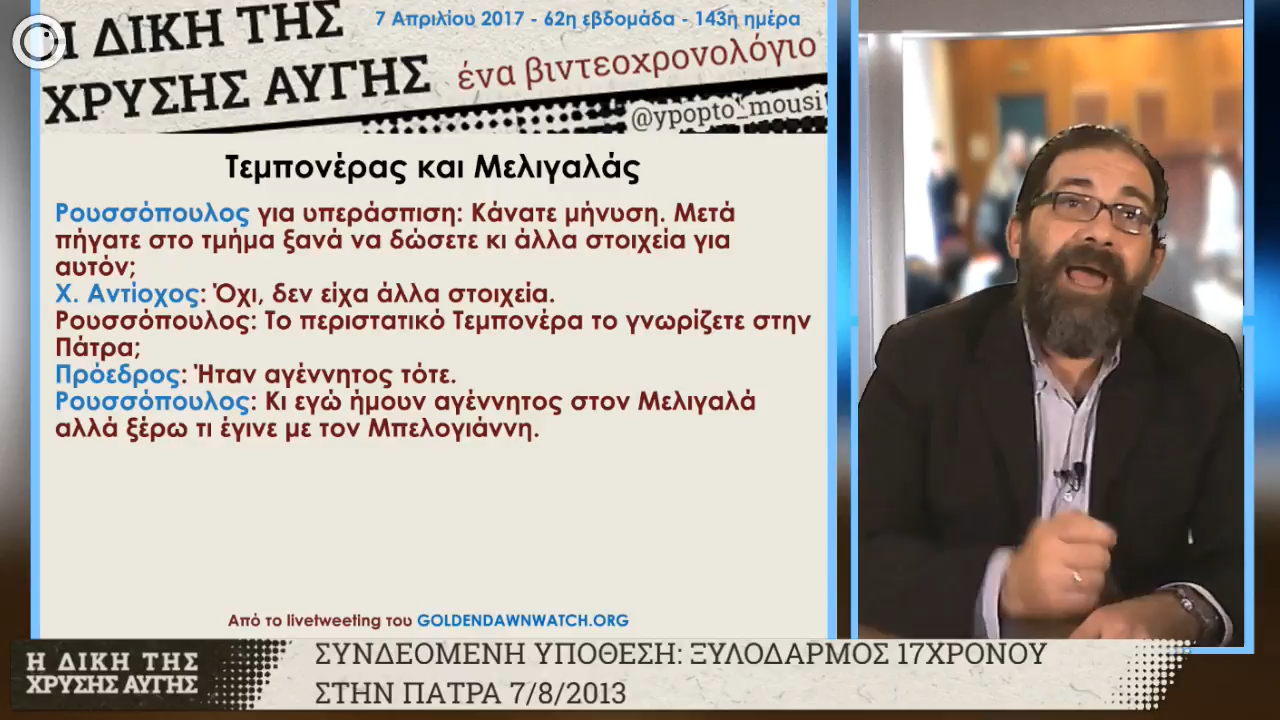 7 Απριλίου 2017 - 62η εβδομάδα - 143η ημέρα
Η ΔΙΚΗ ΤΗΣ
ΧΡΥΣΗΣ ΑΥΓΗΣ
ένα βιντεοχρονολόγιο
@ypopto_mousi
Τεμπονέρας και Μελιγαλάς
Ρουσσόπουλος για υπεράσπιση: Κάνατε μήνυση. Μετά
πήγατε στο τμήμα ξανά να δώσετε κι άλλα στοιχεία για
αυτόν;
Χ. Αντίοχος: Όχι, δεν είχα άλλα στοιχεία.
Ρουσσόπουλος: Το περιστατικό Τεμπονέρα το γνωρίζετε στην
Πάτρα;
Πρόεδρος: Ήταν αγέννητος τότε.
Ρουσσόπουλος: Κι εγώ ήμουν αγέννητος στον Μελιγαλά
αλλά ξέρω τι έγινε με τον Μπελογιάννη.
Από το livetweeting του GOLDENDAWNWATCH.ORG
Η ΔΙΚΗ ΤΗΣ
ΧΡΥΣΗΣ ΑΥΓΗΣ
ΣΥΝΔΕΟΜΕΝΗ ΥΠΟΘΕΣΗ: ΞΥΛΟΔΑΡΜΟΣ 17ΧΡΟΝΟΥ
ΣΤΗΝ ΠΑΤΡΑ 7/8/2013